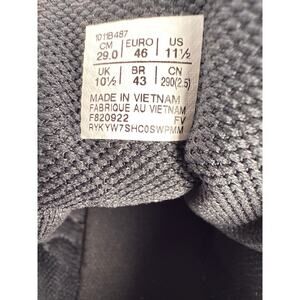 1011B487
CM EURO US
29.0 46 11½
UK BR CN
10½ 43 290(2.5)
MADE IN VIETNAM
FABRIQUE AU VIETNAM
F820922 FV
RYKYW7SHC0SWPMM